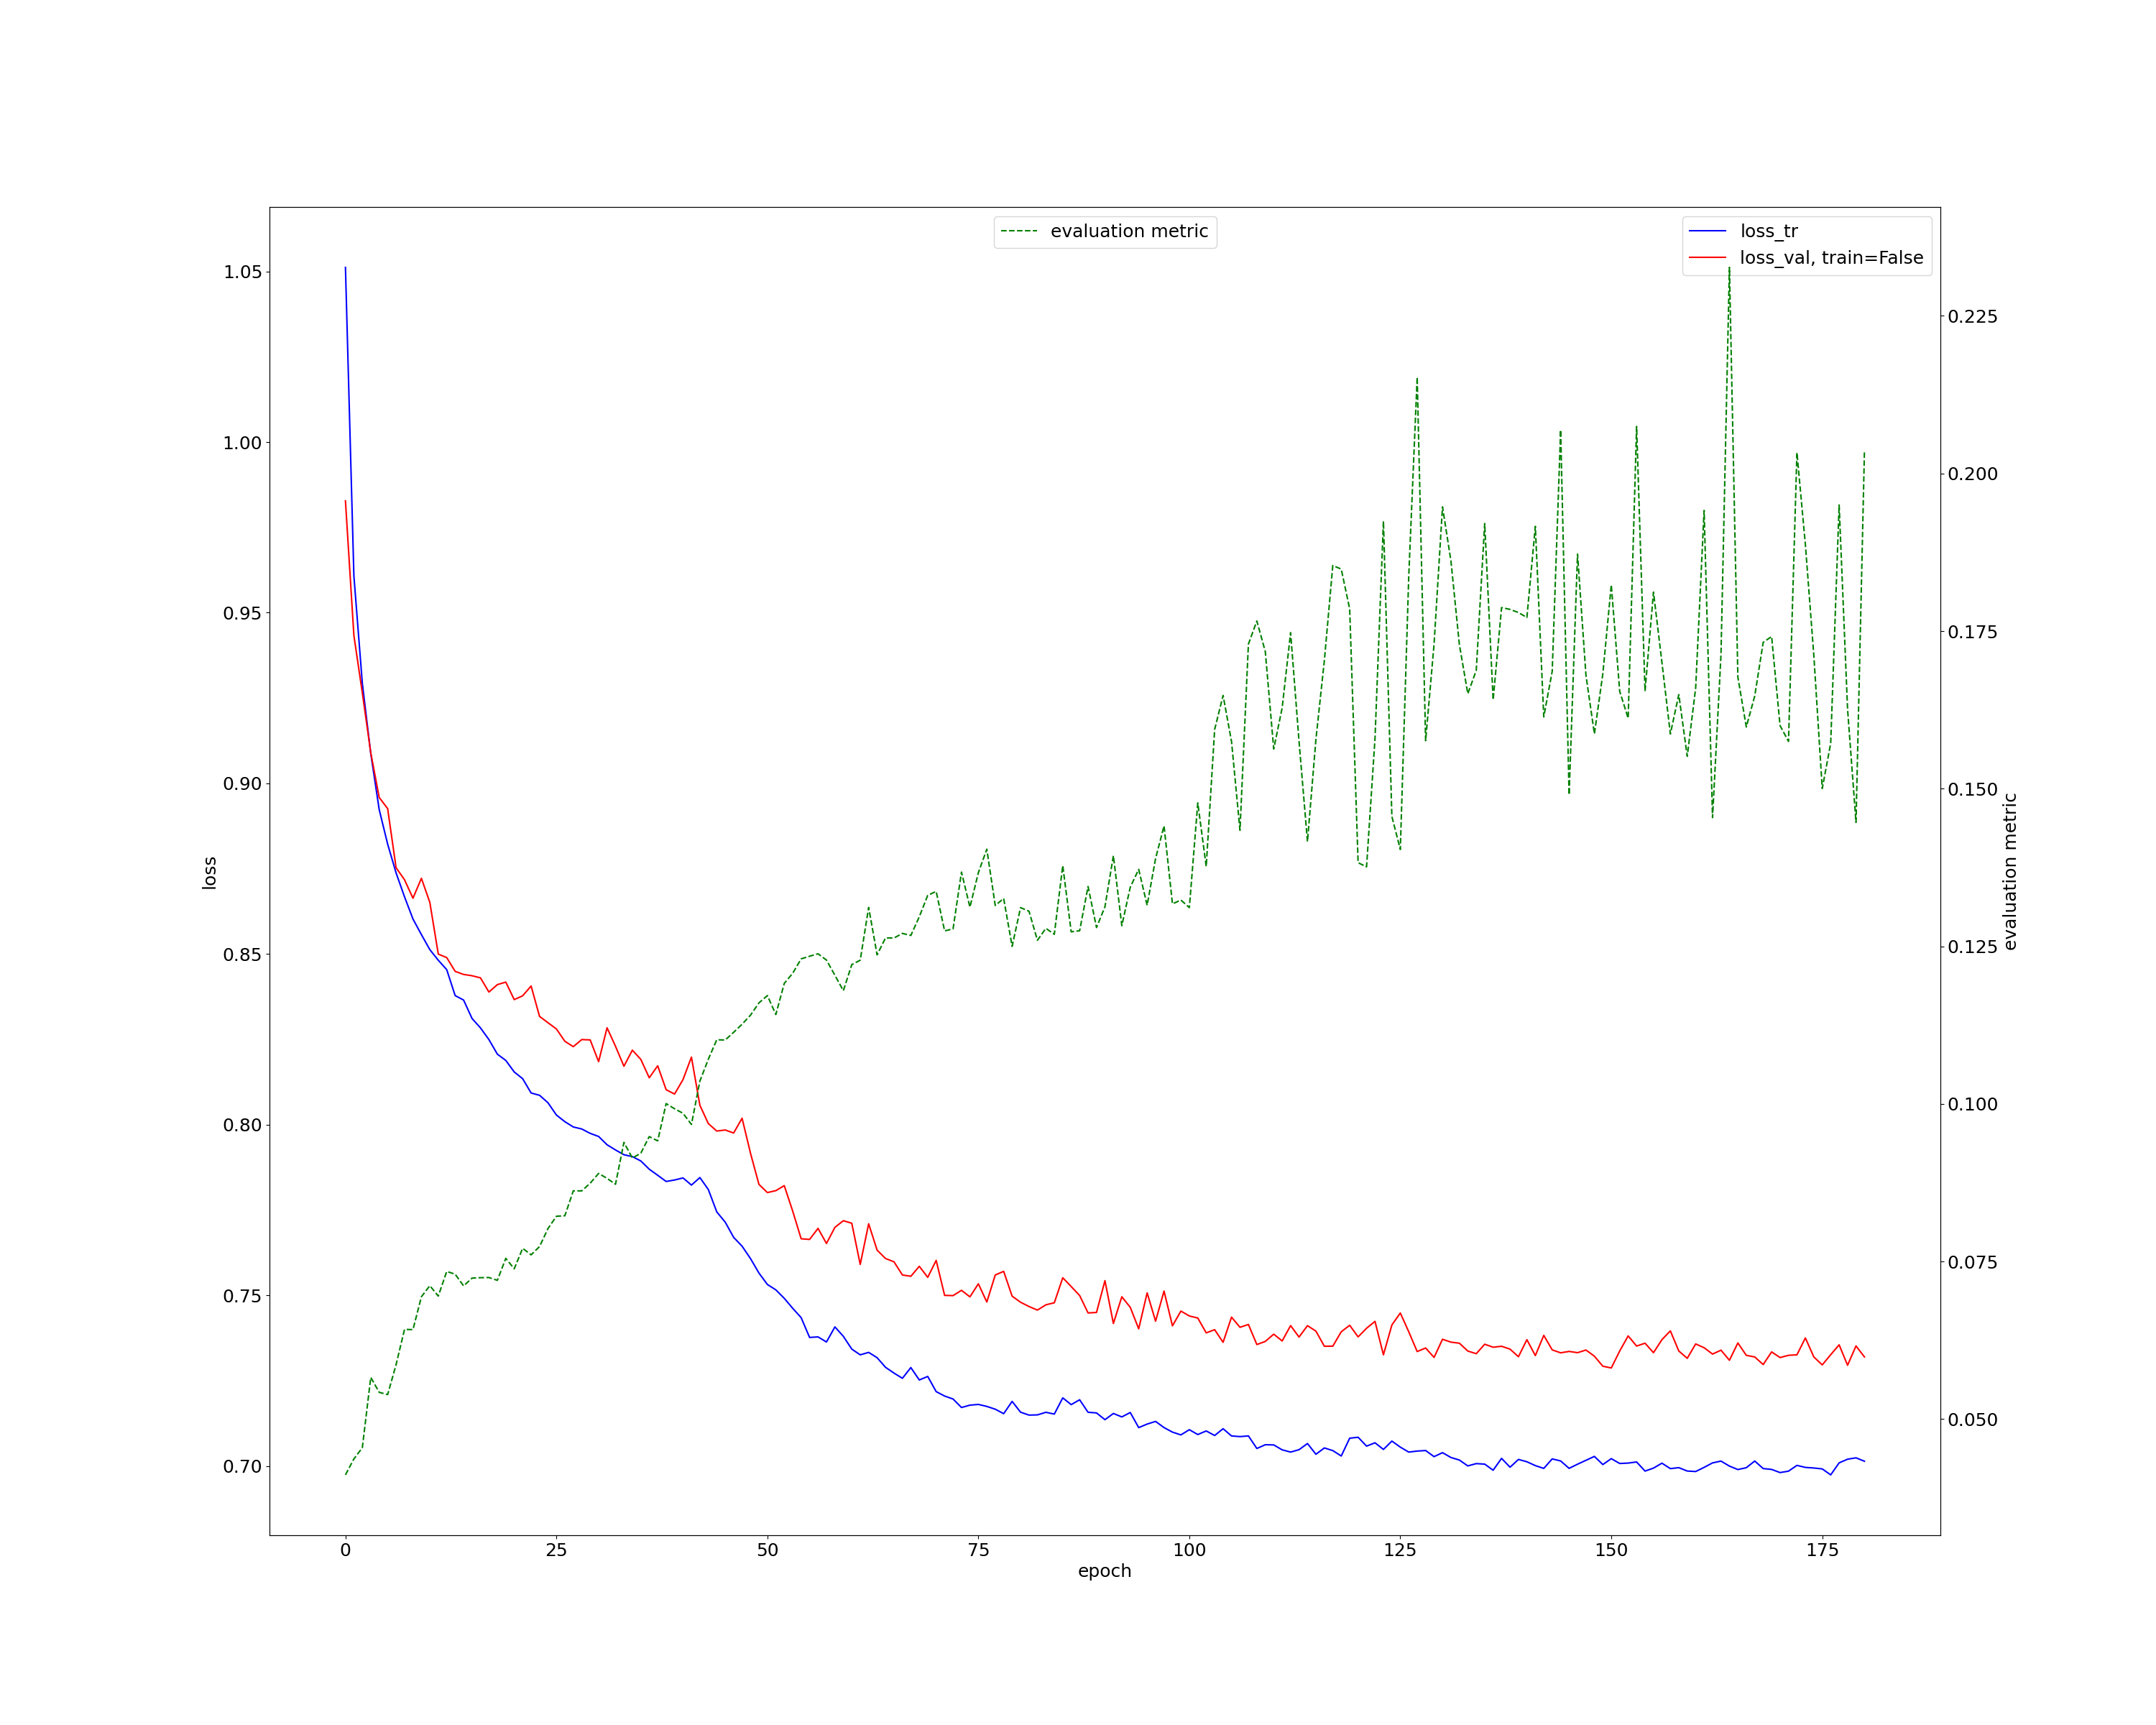 evaluation metric
loss_tr
loss_val, train=False
1.05
1.00
0.95
0.90
0.85
0.80
0.75
0.70
loss
0.225
0.200
0.175
0.150
0.125
0.100
0.075
0.050
evaluation metric
0 25 50 75 100 125 150 175
epoch